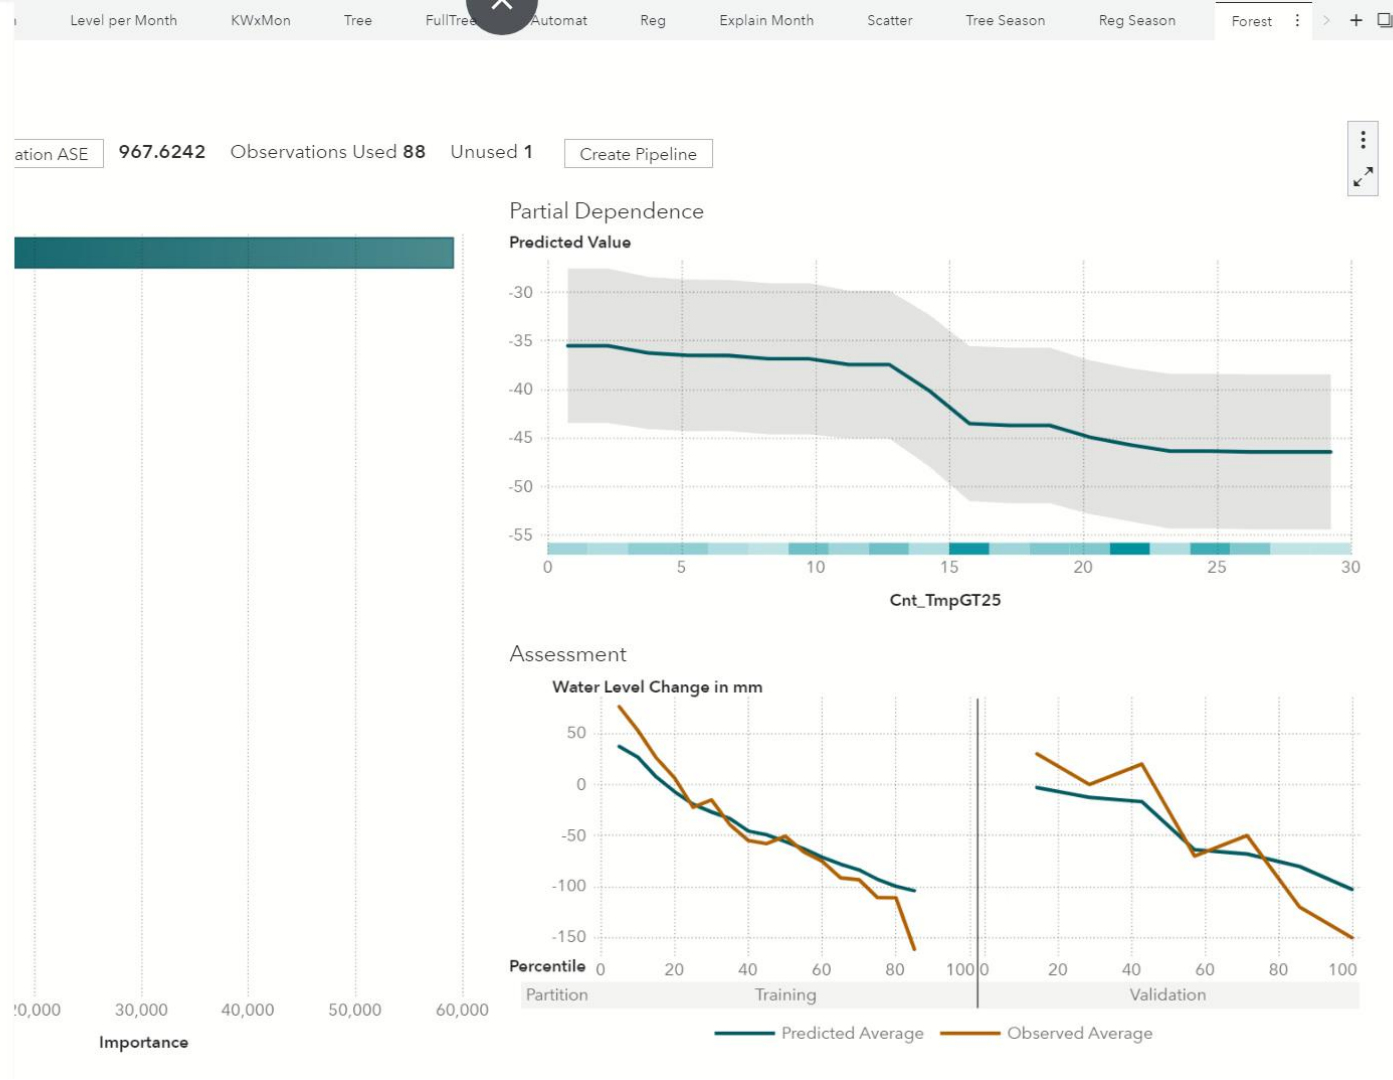 Level per Month KWxMon Tree FullTree Automat Reg Explain Month Scatter Tree Season Reg Season Forest
ation ASE 967.6242 Observations Used 88 Unused 1 Create Pipeline
Partial Dependence
Predicted Value
-30
-35
-40
-45
-50
-55
0 5 10 15 20 25 30
Cnt_TmpGT25
Assessment
Water Level Change in mm
50
0
-50
-100
-150
Percentile 0 20 40 60 80 100 0 20 40 60 80 100
Partition Training Validation
20,000 30,000 40,000 50,000 60,000
Predicted Average Observed Average
Importance